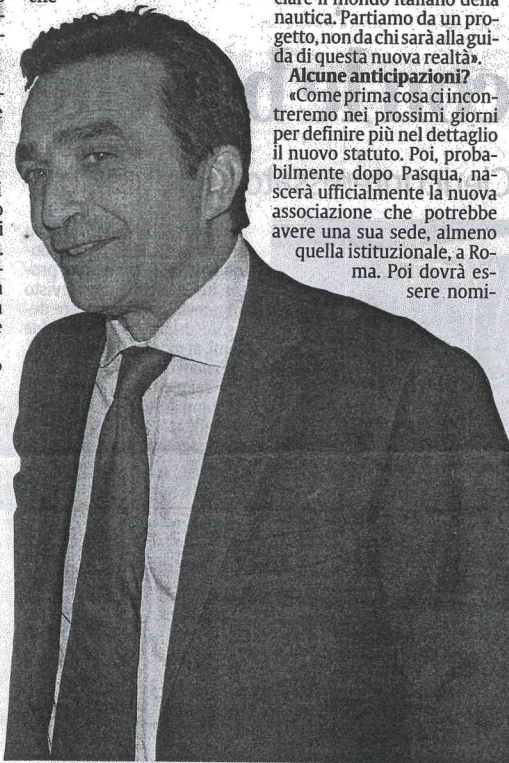 che
ciare il mondo italiano della
nautica. Partiamo da un pro-
getto, non da chi sarà alla gui-
da di questa nuova realtà».
Alcune anticipazioni?
«Come prima cosa ci incon-
treremo nei prossimi giorni
per definire più nel dettaglio
il nuovo statuto. Poi, proba-
bilmente dopo Pasqua, na-
scerà ufficialmente la nuova
associazione che potrebbe
avere una sua sede, almeno
quella istituzionale, a Ro-
ma. Poi dovrà es-
sere nomi-